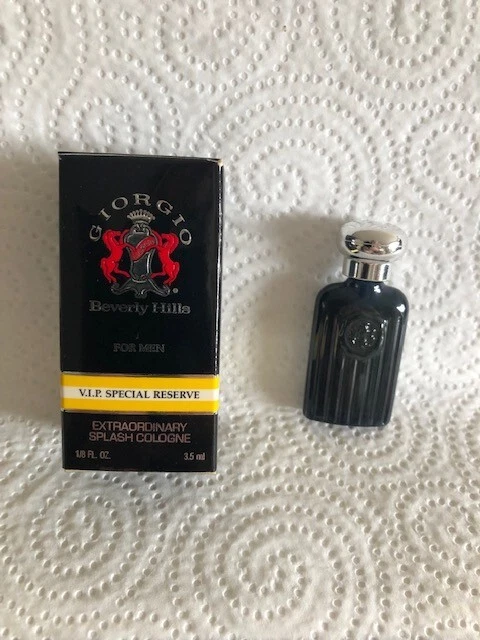 GIORGIO
®
Beverly Hills
FOR MEN
V.I.P. SPECIAL RESERVE
EXTRAORDINARY
SPLASH COLOGNE
1/8 FL. OZ. 3.5 ml